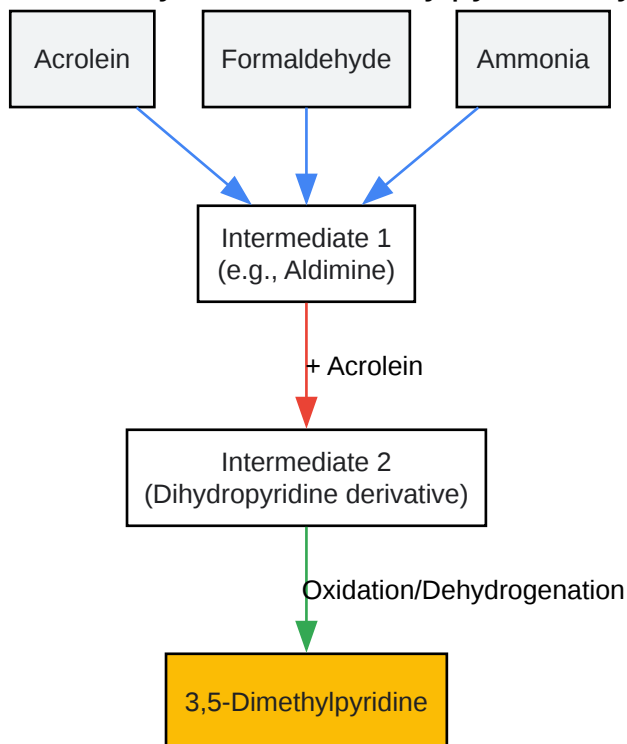 Acrolein
Formaldehyde
Ammonia
Intermediate 1
(e.g., Aldimine)
+ Acrolein
Intermediate 2
(Dihydropyridine derivative)
Oxidation/Dehydrogenation
3,5-Dimethylpyridine